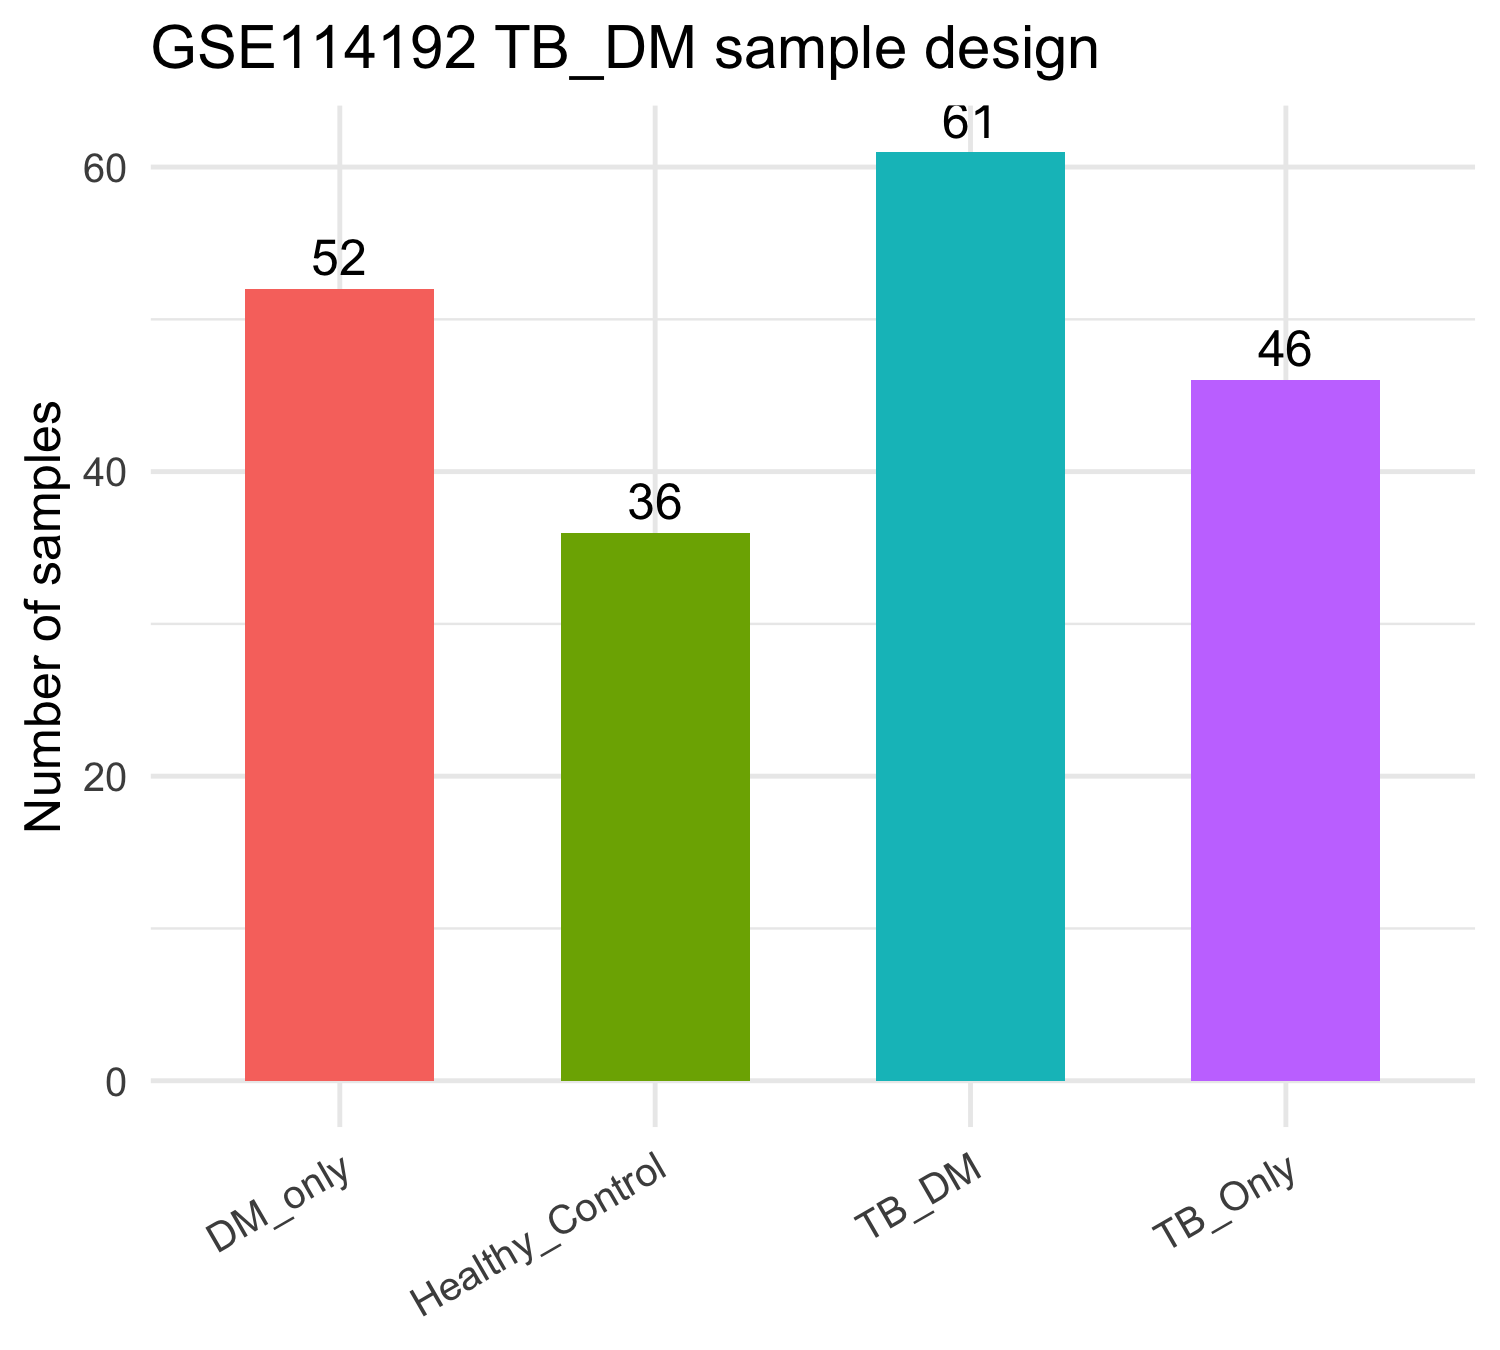 GSE114192 TB_DM sample design
61
60
52
46
40
36
20
0
Number of samples
DM_only
Healthy_Control
TB_DM
TB_Only